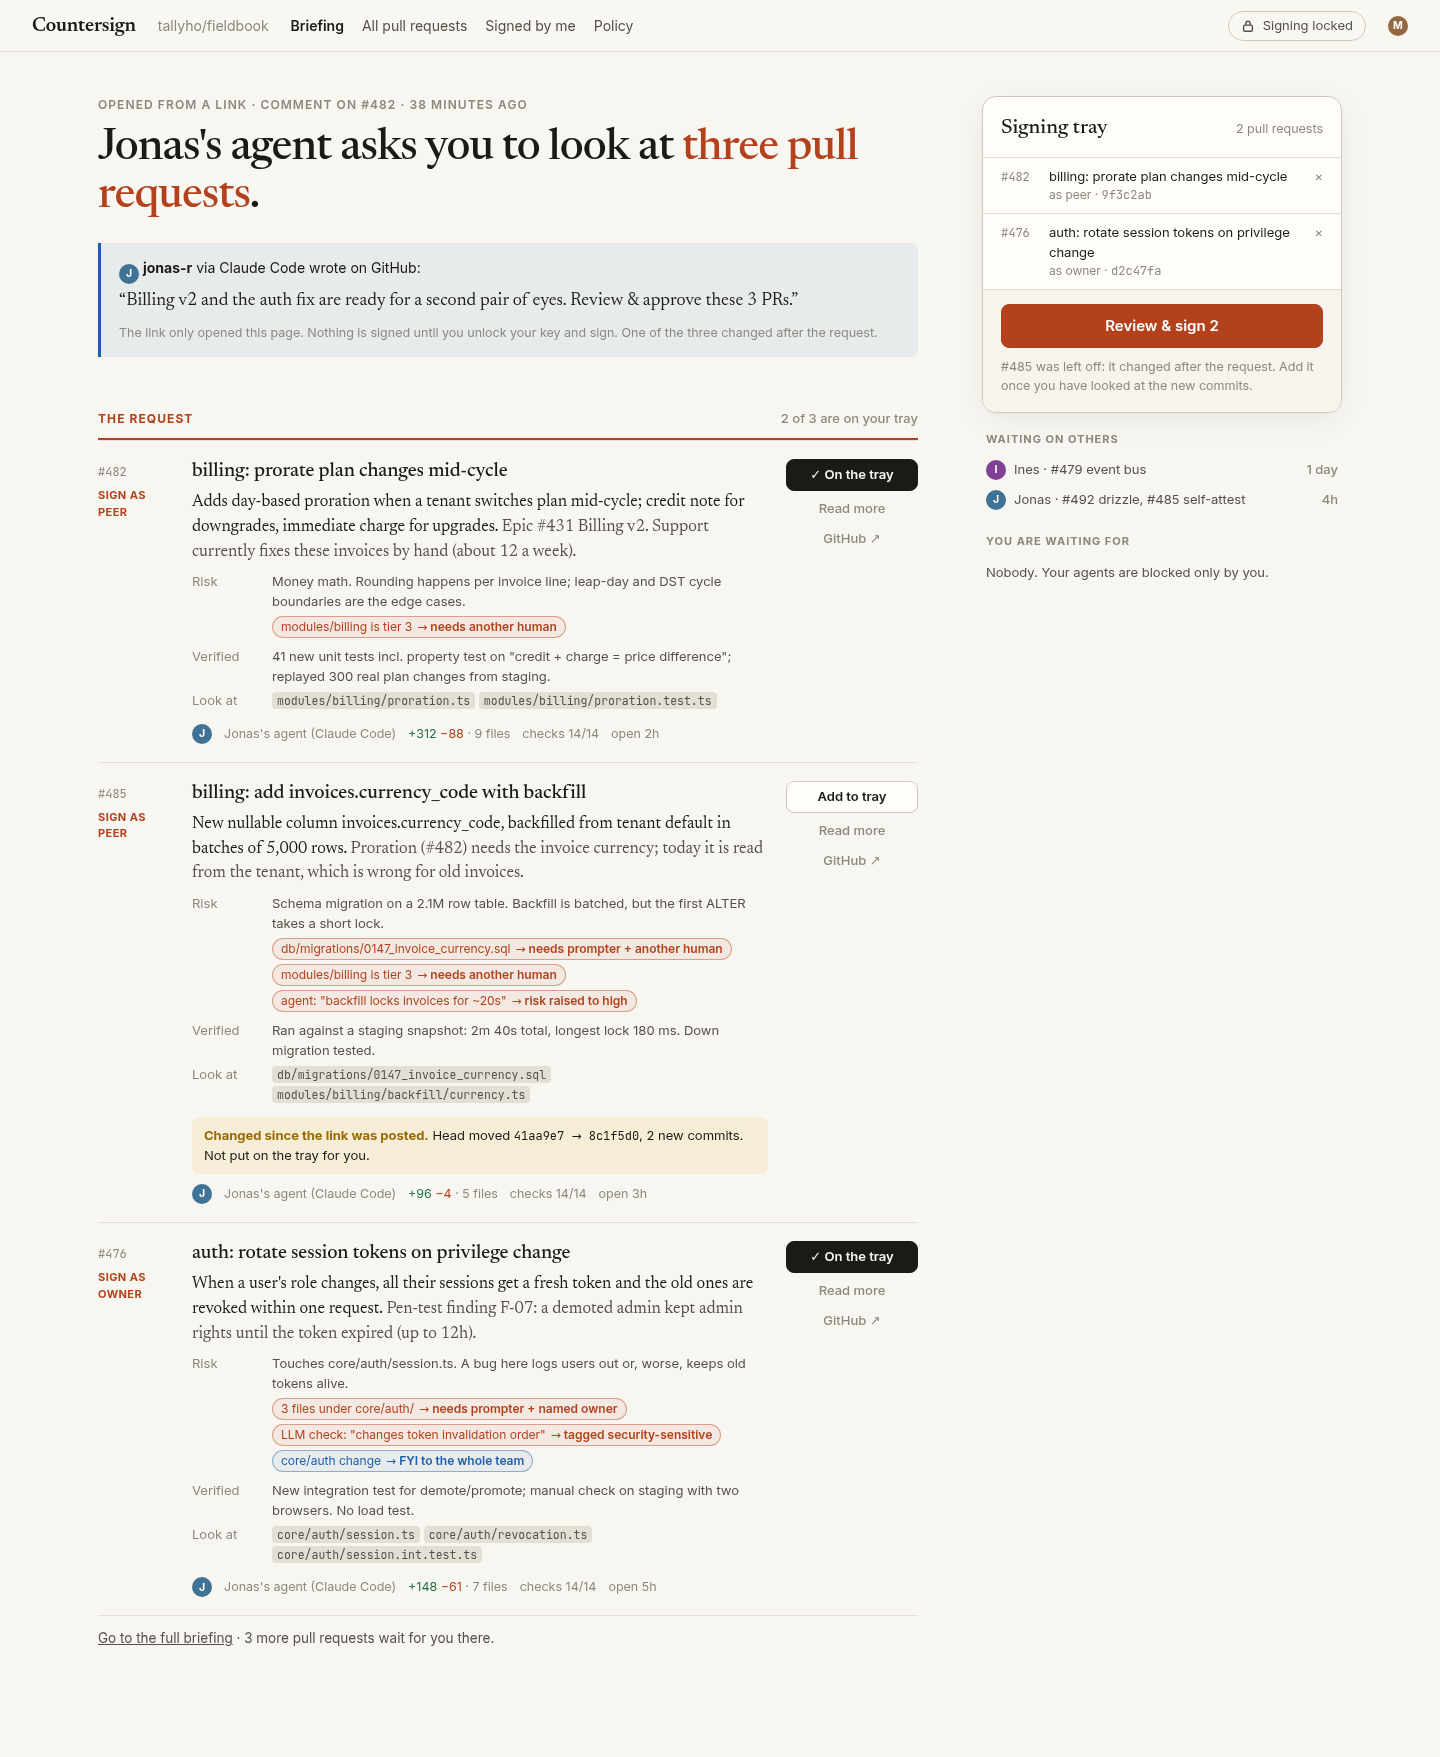 Countersign tallyho/fieldbook Briefing All pull requests Signed by me Policy Signing locked M
OPENED FROM A LINK · COMMENT ON #482 · 38 MINUTES AGO
Jonas's agent asks you to look at three pull
requests.
J jonas-r via Claude Code wrote on GitHub:
“Billing v2 and the auth fix are ready for a second pair of eyes. Review & approve these 3 PRs.”
The link only opened this page. Nothing is signed until you unlock your key and sign. One of the three changed after the request.
THE REQUEST 2 of 3 are on your tray
#482 billing: prorate plan changes mid-cycle ✓ On the tray
SIGN AS
PEER
Adds day-based proration when a tenant switches plan mid-cycle; credit note for
downgrades, immediate charge for upgrades. Epic #431 Billing v2. Support
currently fixes these invoices by hand (about 12 a week).
Read more
GitHub ↗
Risk Money math. Rounding happens per invoice line; leap-day and DST cycle
boundaries are the edge cases.
modules/billing is tier 3 → needs another human
Verified 41 new unit tests incl. property test on "credit + charge = price difference";
replayed 300 real plan changes from staging.
Look at modules/billing/proration.ts modules/billing/proration.test.ts
J Jonas's agent (Claude Code) +312 −88 · 9 files checks 14/14 open 2h
#485 billing: add invoices.currency_code with backfill Add to tray
SIGN AS
PEER
New nullable column invoices.currency_code, backfilled from tenant default in
batches of 5,000 rows. Proration (#482) needs the invoice currency; today it is read
from the tenant, which is wrong for old invoices.
Read more
GitHub ↗
Risk Schema migration on a 2.1M row table. Backfill is batched, but the first ALTER
takes a short lock.
db/migrations/0147_invoice_currency.sql → needs prompter + another human
modules/billing is tier 3 → needs another human
agent: "backfill locks invoices for ~20s" → risk raised to high
Verified Ran against a staging snapshot: 2m 40s total, longest lock 180 ms. Down
migration tested.
Look at db/migrations/0147_invoice_currency.sql
modules/billing/backfill/currency.ts
Changed since the link was posted. Head moved 41aa9e7 → 8c1f5d0, 2 new commits.
Not put on the tray for you.
J Jonas's agent (Claude Code) +96 −4 · 5 files checks 14/14 open 3h
#476 auth: rotate session tokens on privilege change ✓ On the tray
SIGN AS
OWNER
When a user's role changes, all their sessions get a fresh token and the old ones are
revoked within one request. Pen-test finding F-07: a demoted admin kept admin
rights until the token expired (up to 12h).
Read more
GitHub ↗
Risk Touches core/auth/session.ts. A bug here logs users out or, worse, keeps old
tokens alive.
3 files under core/auth/ → needs prompter + named owner
LLM check: "changes token invalidation order" → tagged security-sensitive
core/auth change → FYI to the whole team
Verified New integration test for demote/promote; manual check on staging with two
browsers. No load test.
Look at core/auth/session.ts core/auth/revocation.ts
core/auth/session.int.test.ts
J Jonas's agent (Claude Code) +148 −61 · 7 files checks 14/14 open 5h
Go to the full briefing · 3 more pull requests wait for you there.
Signing tray 2 pull requests
#482 billing: prorate plan changes mid-cycle ×
as peer · 9f3c2ab
#476 auth: rotate session tokens on privilege ×
change
as owner · d2c47fa
Review & sign 2
#485 was left off: it changed after the request. Add it
once you have looked at the new commits.
WAITING ON OTHERS
I Ines · #479 event bus 1 day
J Jonas · #492 drizzle, #485 self-attest 4h
YOU ARE WAITING FOR
Nobody. Your agents are blocked only by you.